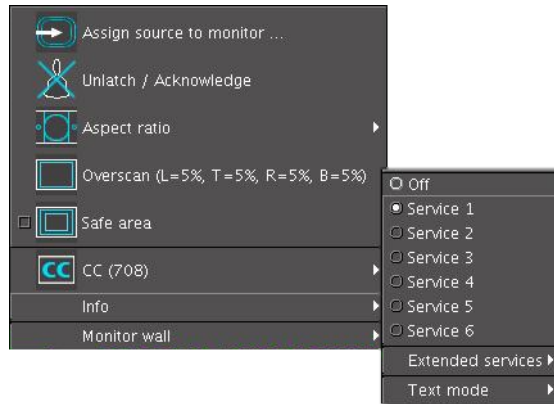 Assign source to monitor ...
Unlatch / Acknowledge
Aspect ratio
Overscan (L=5%, T=5%, R=5%, B=5%)
Safe area
CC CC (708)
Info
Monitor wall
Off
Service 1
Service 2
Service 3
Service 4
Service 5
Service 6
Extended services
Text mode